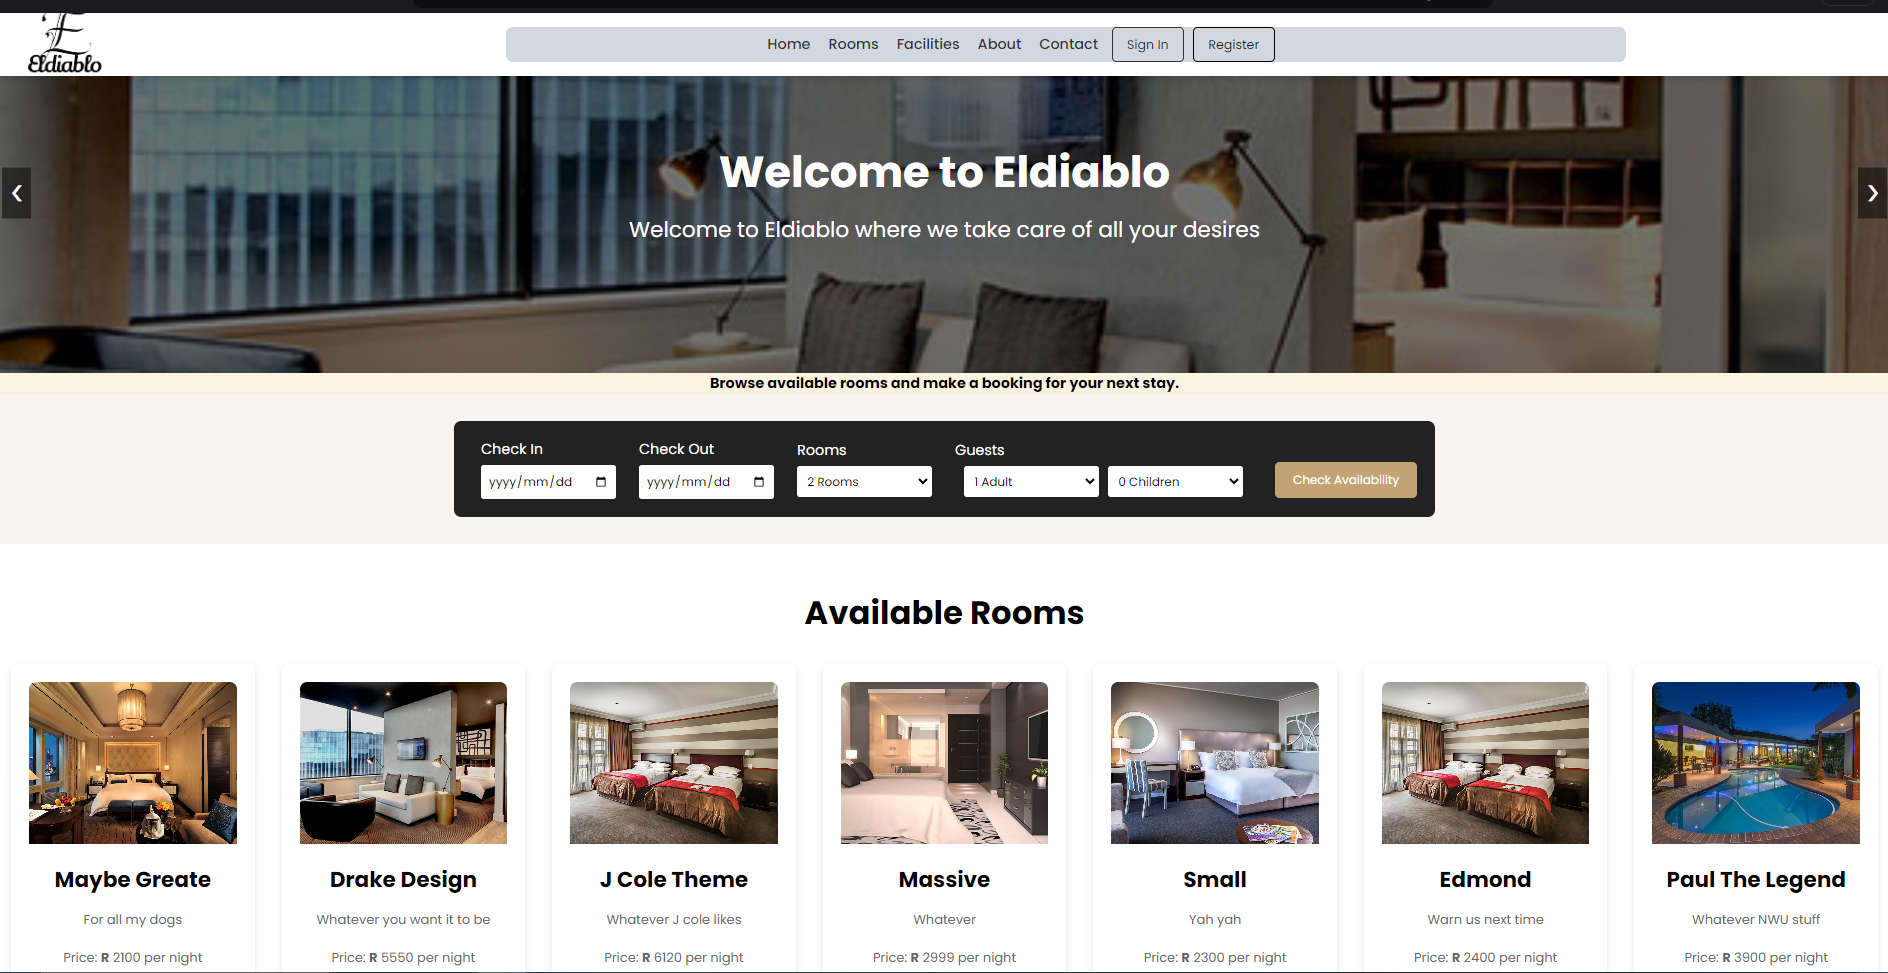 E
Eldiablo
Home Rooms Facilities About Contact Sign In Register
Welcome to Eldiablo
Welcome to Eldiablo where we take care of all your desires
❮ ❯
Browse available rooms and make a booking for your next stay.
Check In Check Out Rooms Guests
yyyy/mm/dd yyyy/mm/dd 2 Rooms 1 Adult 0 Children Check Availability
Available Rooms
Maybe Greate Drake Design J Cole Theme Massive Small Edmond Paul The Legend
For all my dogs Whatever you want it to be Whatever J cole likes Whatever Yah yah Warn us next time Whatever NWU stuff
Price: R 2100 per night Price: R 5550 per night Price: R 6120 per night Price: R 2999 per night Price: R 2300 per night Price: R 2400 per night Price: R 3900 per night